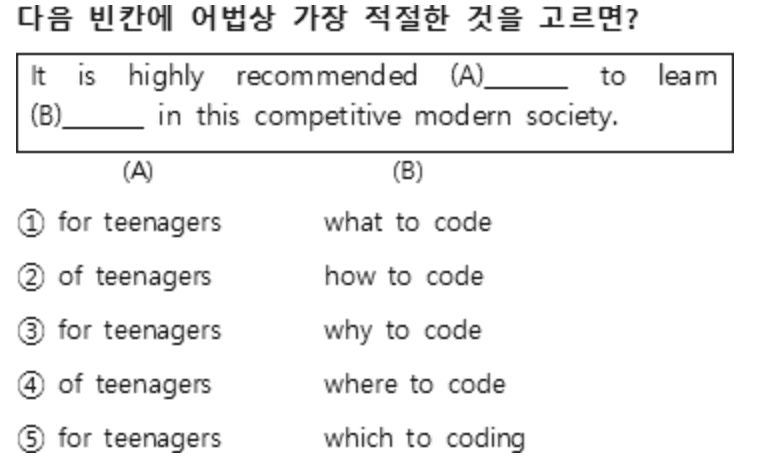 다음 빈칸에 어법상 가장 적절한 것을 고르면?
It is highly recommended (A)______ to learn
(B)______ in this competitive modern society.
(A) (B)
① for teenagers what to code
② of teenagers how to code
③ for teenagers why to code
④ of teenagers where to code
⑤ for teenagers which to coding